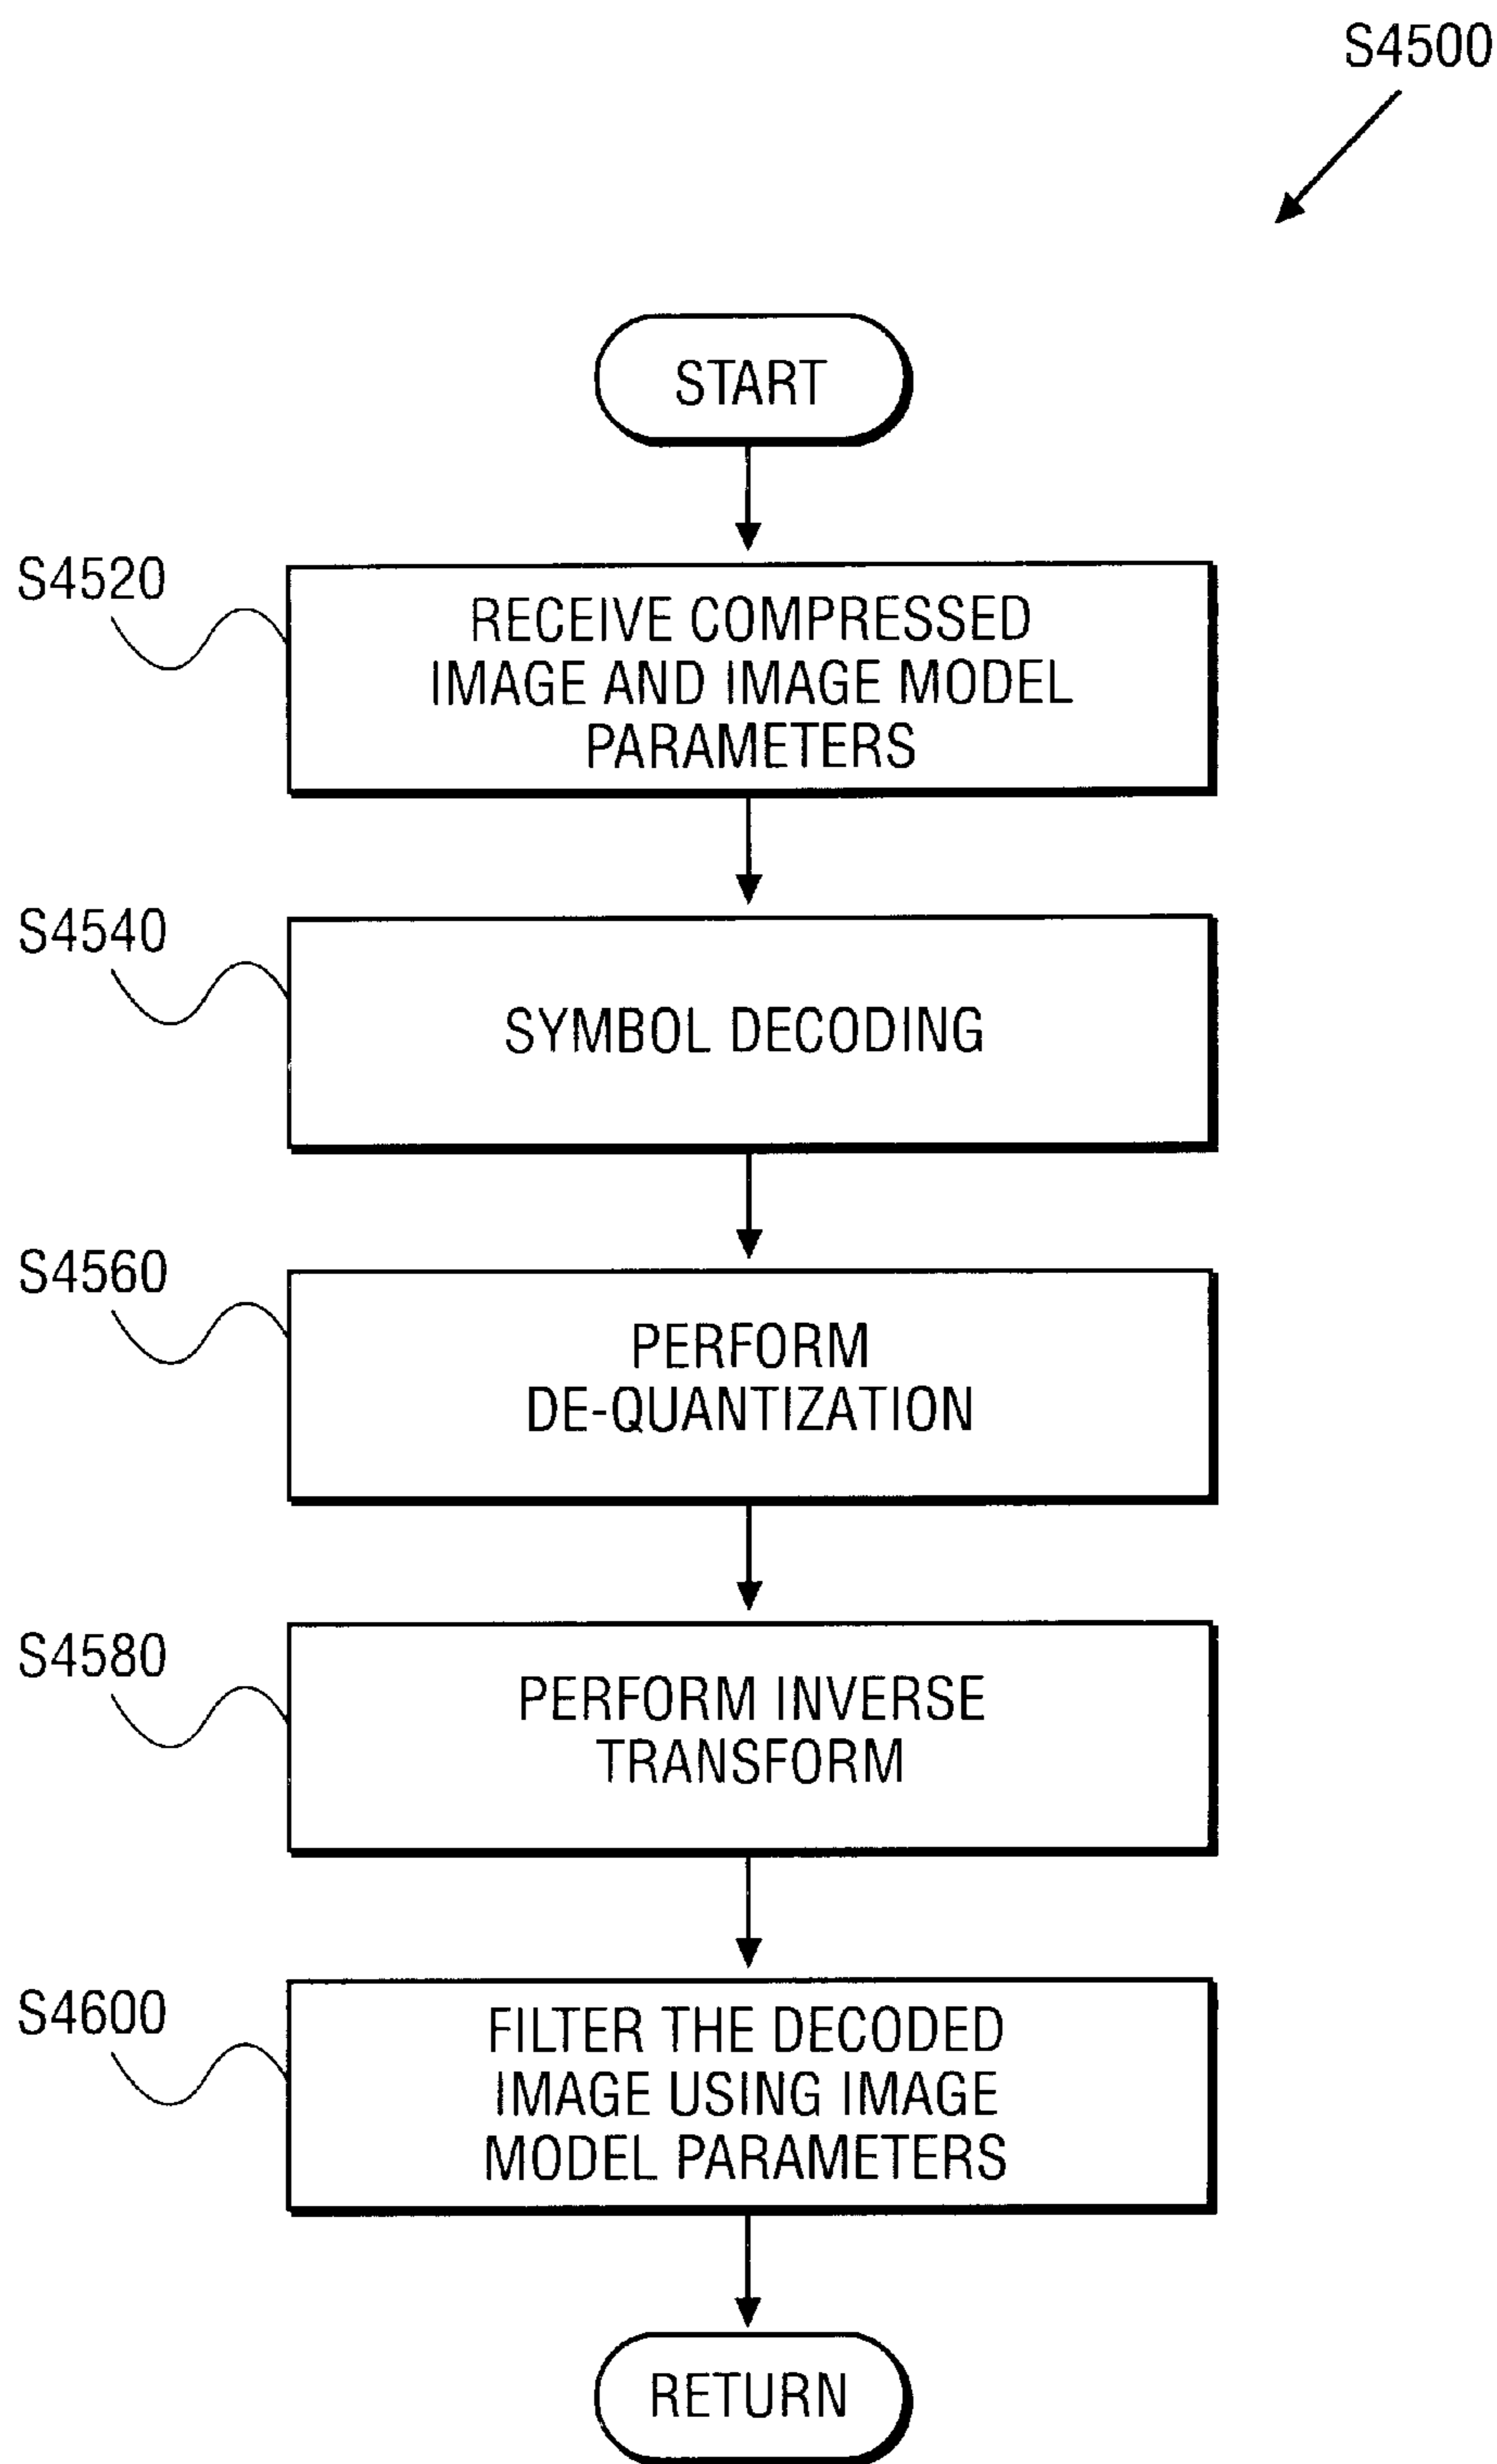 S4500
START
S4520
RECEIVE COMPRESSED
IMAGE AND IMAGE MODEL
PARAMETERS
S4540
SYMBOL DECODING
S4560
PERFORM
DE-QUANTIZATION
S4580
PERFORM INVERSE
TRANSFORM
S4600
FILTER THE DECODED
IMAGE USING IMAGE
MODEL PARAMETERS
RETURN